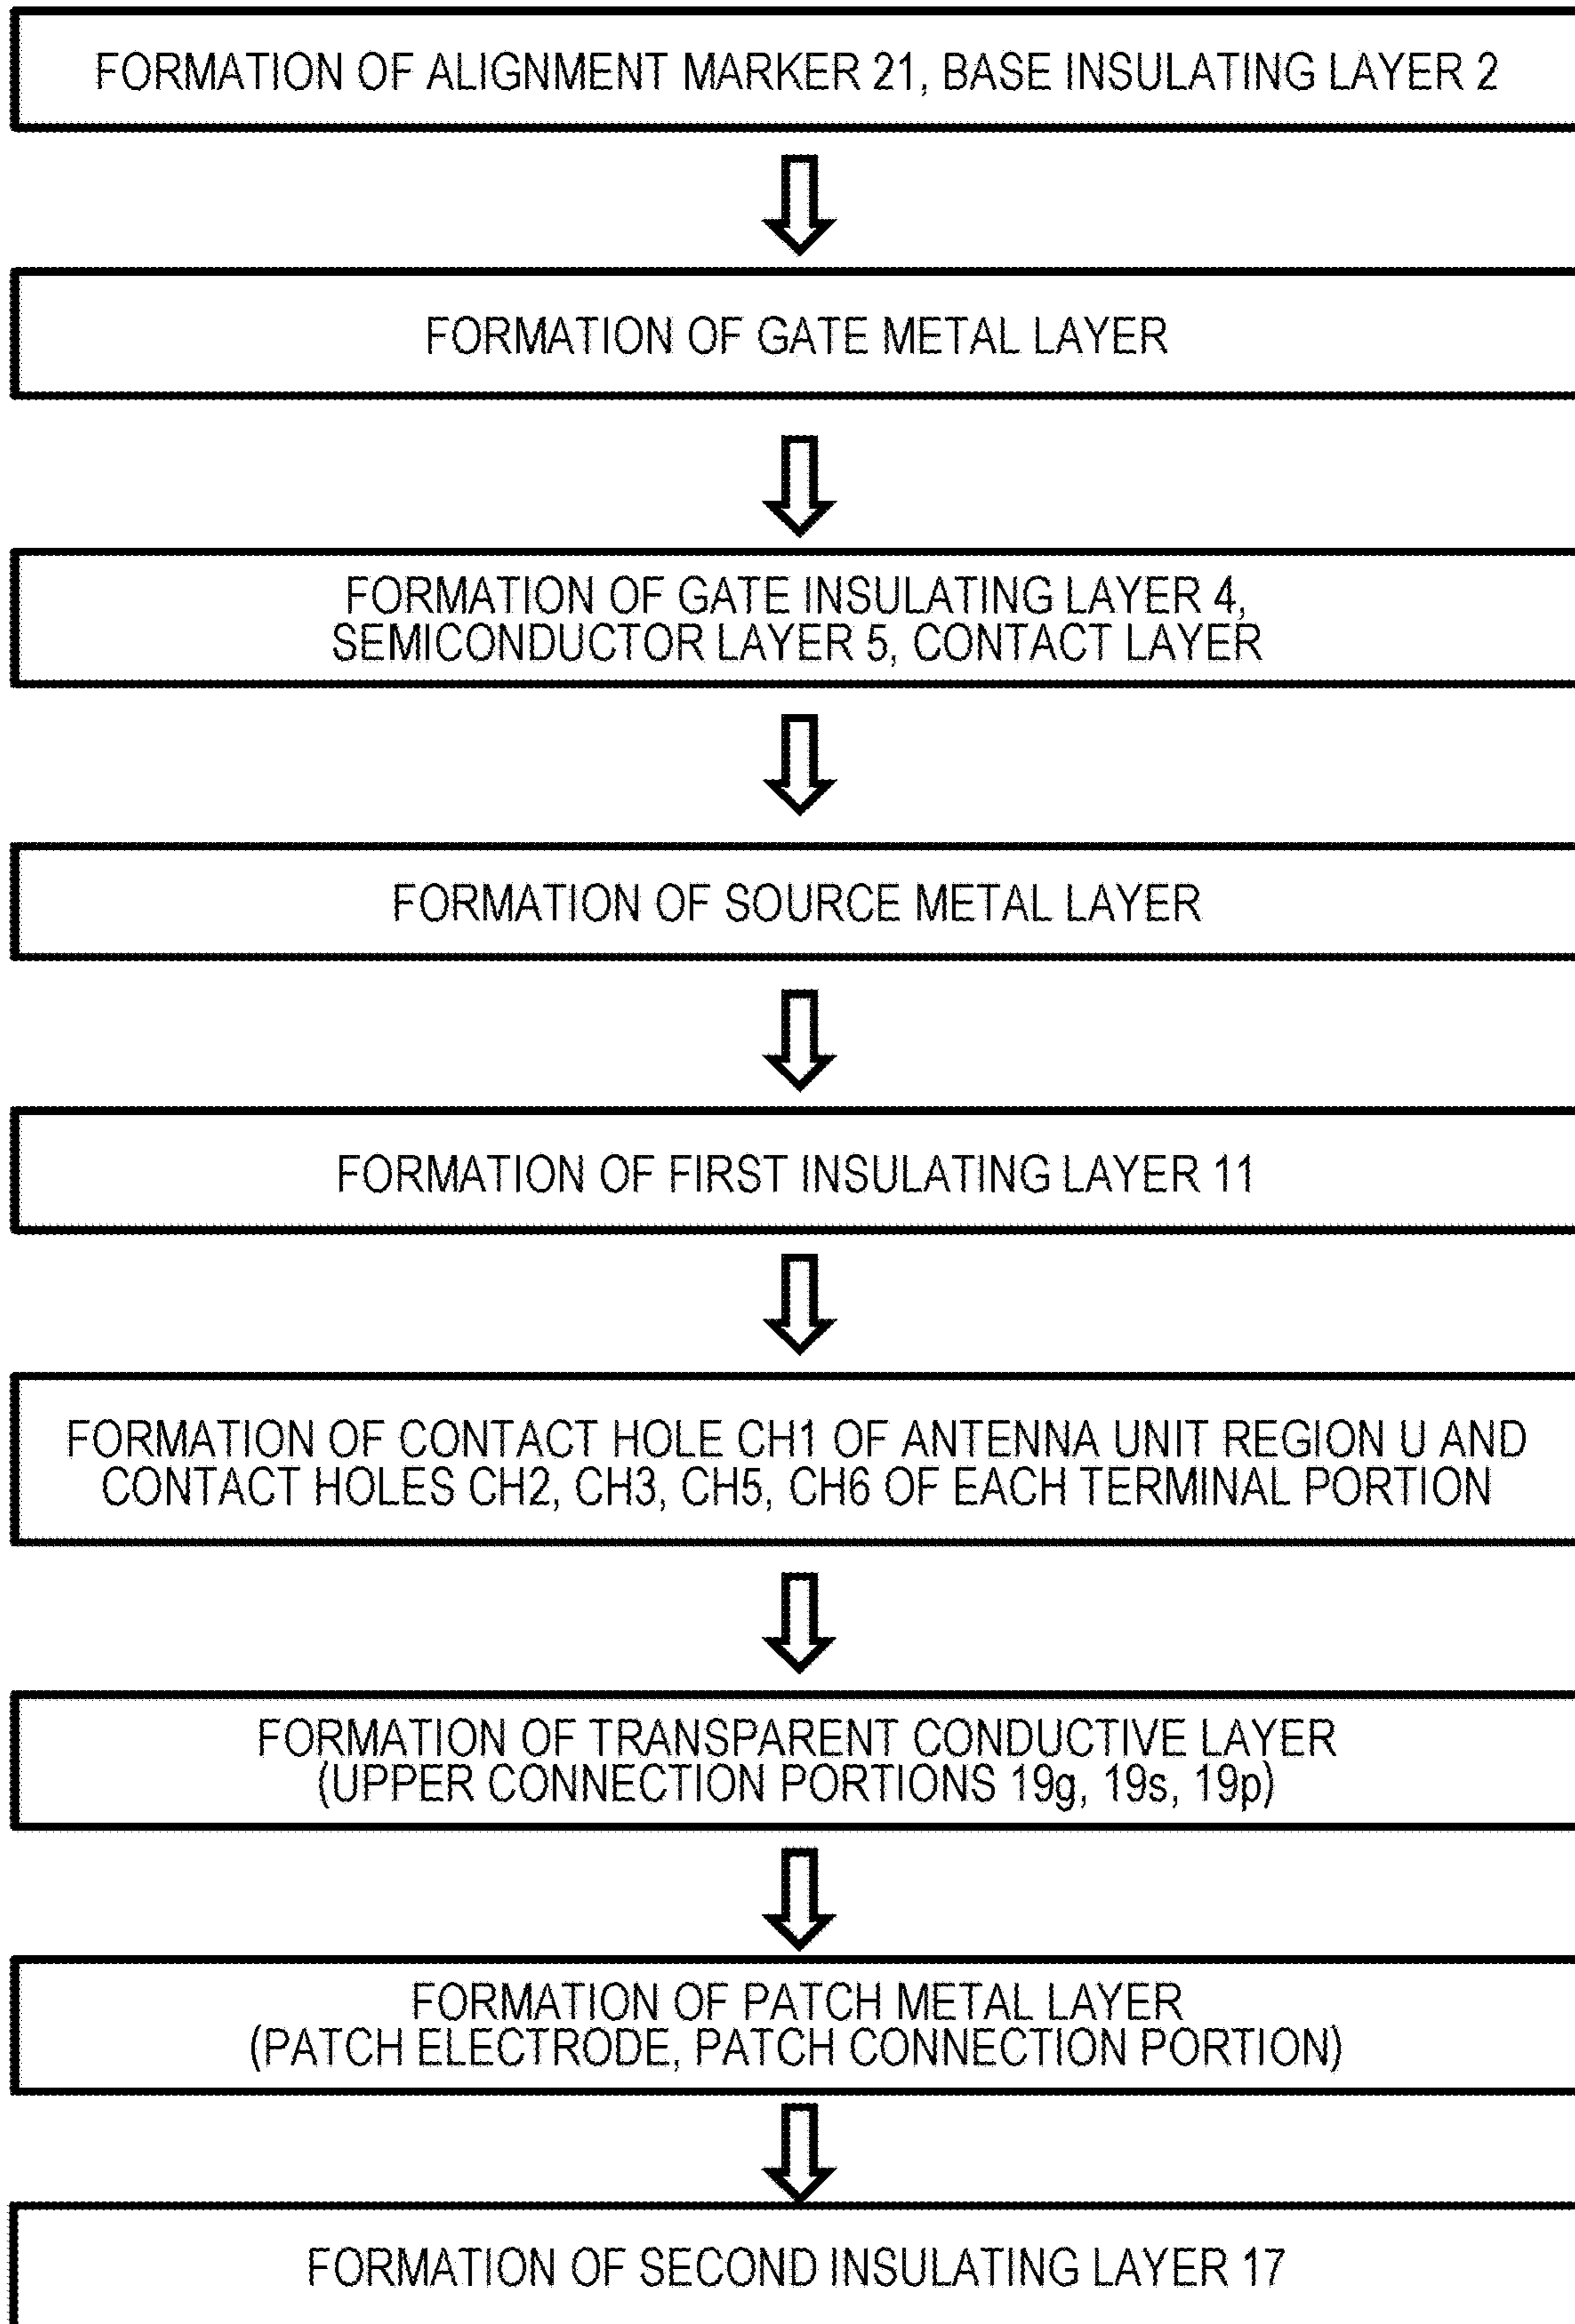 FORMATION OF ALIGNMENT MARKER 21, BASE INSULATING LAYER 2
FORMATION OF GATE METAL LAYER
FORMATION OF GATE INSULATING LAYER 4,
SEMICONDUCTOR LAYER 5, CONTACT LAYER
FORMATION OF SOURCE METAL LAYER
FORMATION OF FIRST INSULATING LAYER 11
FORMATION OF CONTACT HOLE CH1 OF ANTENNA UNIT REGION U AND
CONTACT HOLES CH2, CH3, CH5, CH6 OF EACH TERMINAL PORTION
FORMATION OF TRANSPARENT CONDUCTIVE LAYER
(UPPER CONNECTION PORTIONS 19g, 19s, 19p)
FORMATION OF PATCH METAL LAYER
(PATCH ELECTRODE, PATCH CONNECTION PORTION)
FORMATION OF SECOND INSULATING LAYER 17